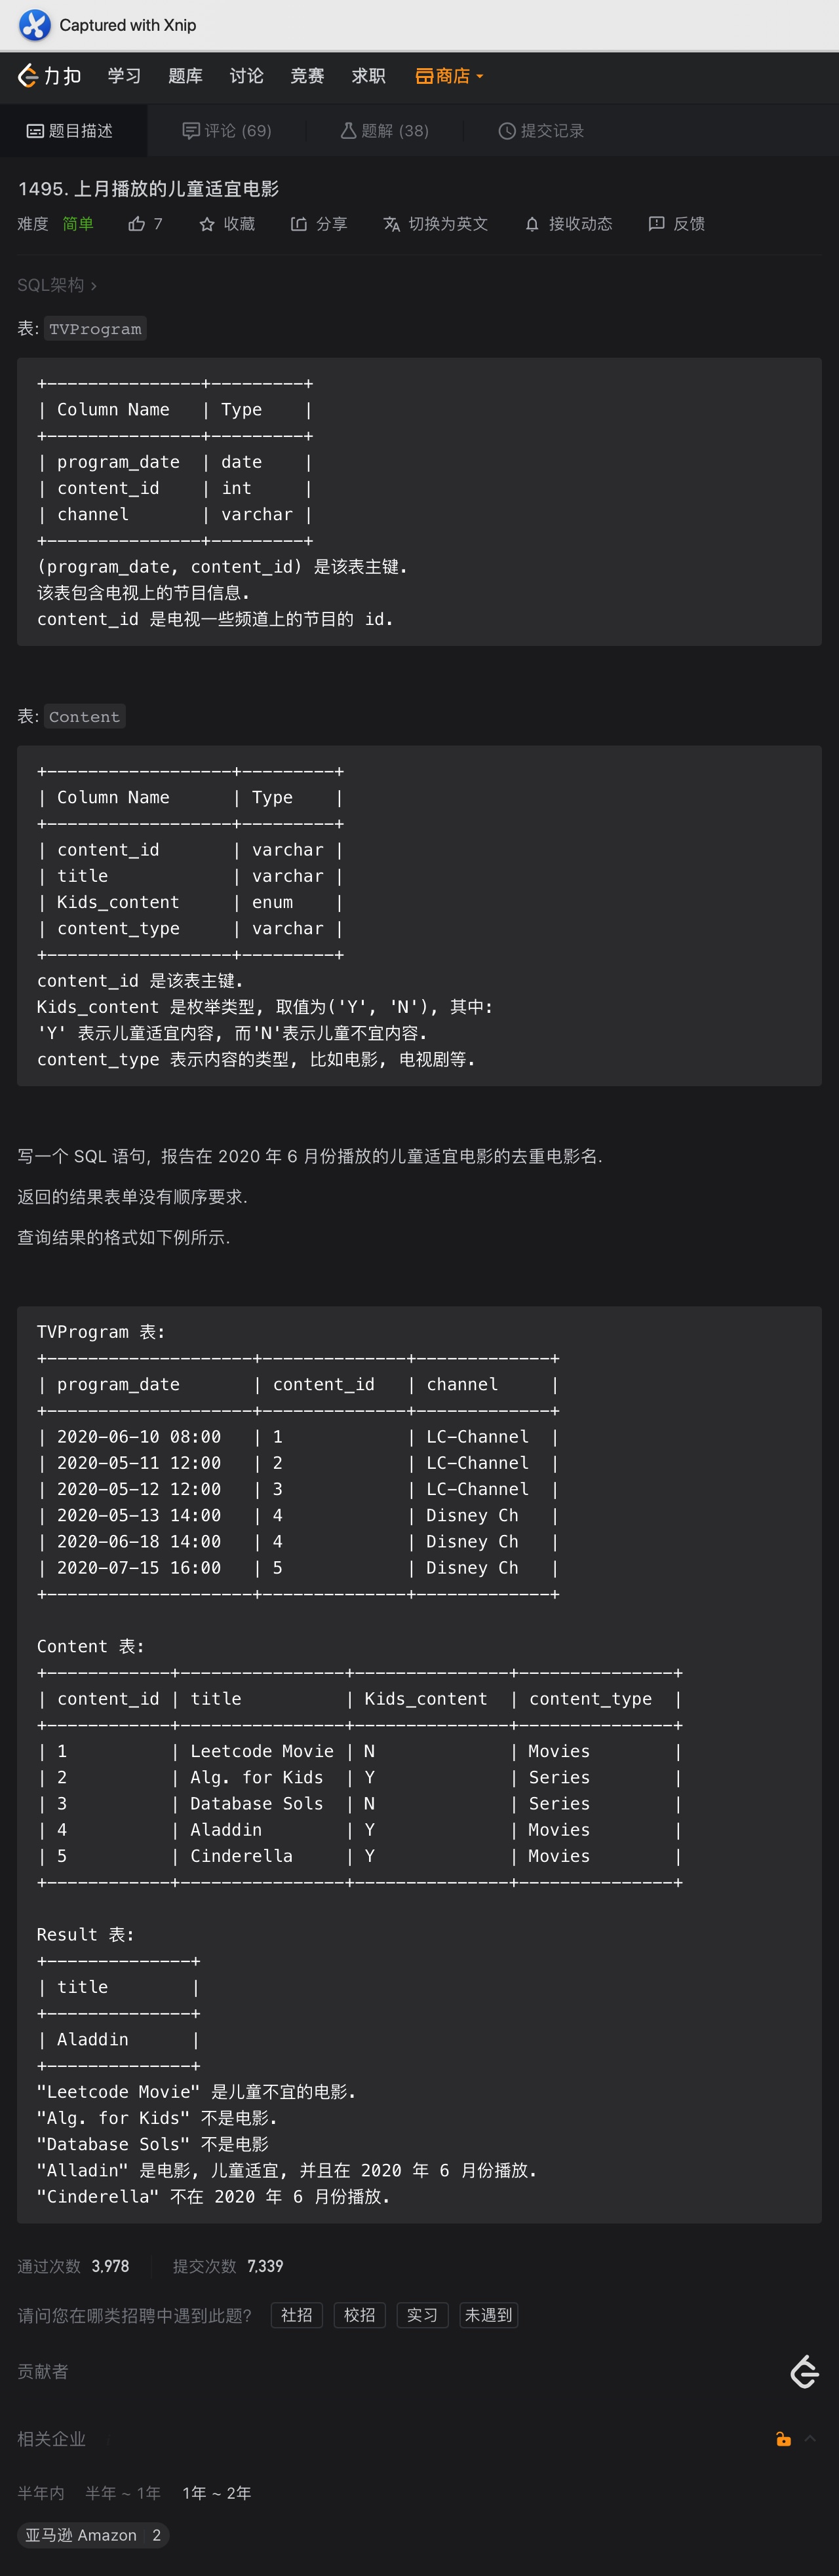 Captured with Xnip
力扣 学习 题库 讨论 竞赛 求职 商店
题目描述 评论 (69) 题解 (38) 提交记录
1495. 上月播放的儿童适宜电影
难度 简单 7 收藏 分享 切换为英文 接收动态 反馈
SQL架构 ›
表: TVProgram
+---------------+---------+
| Column Name   | Type    |
+---------------+---------+
| program_date  | date    |
| content_id    | int     |
| channel       | varchar |
+---------------+---------+
(program_date, content_id) 是该表主键.
该表包含电视上的节目信息.
content_id 是电视一些频道上的节目的 id.
表: Content
+------------------+---------+
| Column Name      | Type    |
+------------------+---------+
| content_id       | varchar |
| title            | varchar |
| Kids_content     | enum    |
| content_type     | varchar |
+------------------+---------+
content_id 是该表主键.
Kids_content 是枚举类型, 取值为('Y', 'N'), 其中:
'Y' 表示儿童适宜内容, 而'N'表示儿童不宜内容.
content_type 表示内容的类型, 比如电影, 电视剧等.
写一个 SQL 语句, 报告在 2020 年 6 月份播放的儿童适宜电影的去重电影名.
返回的结果表单没有顺序要求.
查询结果的格式如下例所示.
TVProgram 表:
+--------------------+--------------+-------------+
| program_date       | content_id   | channel     |
+--------------------+--------------+-------------+
| 2020-06-10 08:00   | 1            | LC-Channel  |
| 2020-05-11 12:00   | 2            | LC-Channel  |
| 2020-05-12 12:00   | 3            | LC-Channel  |
| 2020-05-13 14:00   | 4            | Disney Ch   |
| 2020-06-18 14:00   | 4            | Disney Ch   |
| 2020-07-15 16:00   | 5            | Disney Ch   |
+--------------------+--------------+-------------+
Content 表:
+------------+----------------+---------------+---------------+
| content_id | title          | Kids_content  | content_type  |
+------------+----------------+---------------+---------------+
| 1          | Leetcode Movie | N             | Movies        |
| 2          | Alg. for Kids  | Y             | Series        |
| 3          | Database Sols  | N             | Series        |
| 4          | Aladdin        | Y             | Movies        |
| 5          | Cinderella     | Y             | Movies        |
+------------+----------------+---------------+---------------+
Result 表:
+--------------+
| title        |
+--------------+
| Aladdin      |
+--------------+
"Leetcode Movie" 是儿童不宜的电影.
"Alg. for Kids" 不是电影.
"Database Sols" 不是电影
"Alladin" 是电影, 儿童适宜, 并且在 2020 年 6 月份播放.
"Cinderella" 不在 2020 年 6 月份播放.
通过次数 3,978 提交次数 7,339
请问您在哪类招聘中遇到此题? 社招 校招 实习 未遇到
贡献者
相关企业
半年内 半年 ~ 1年 1年 ~ 2年
亚马逊 Amazon 2